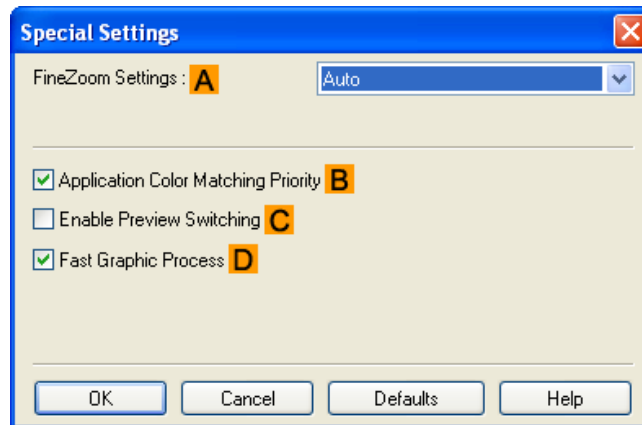 Special Settings
FineZoom Settings : A Auto
Application Color Matching Priority B
Enable Preview Switching C
Fast Graphic Process D
OK Cancel Defaults Help